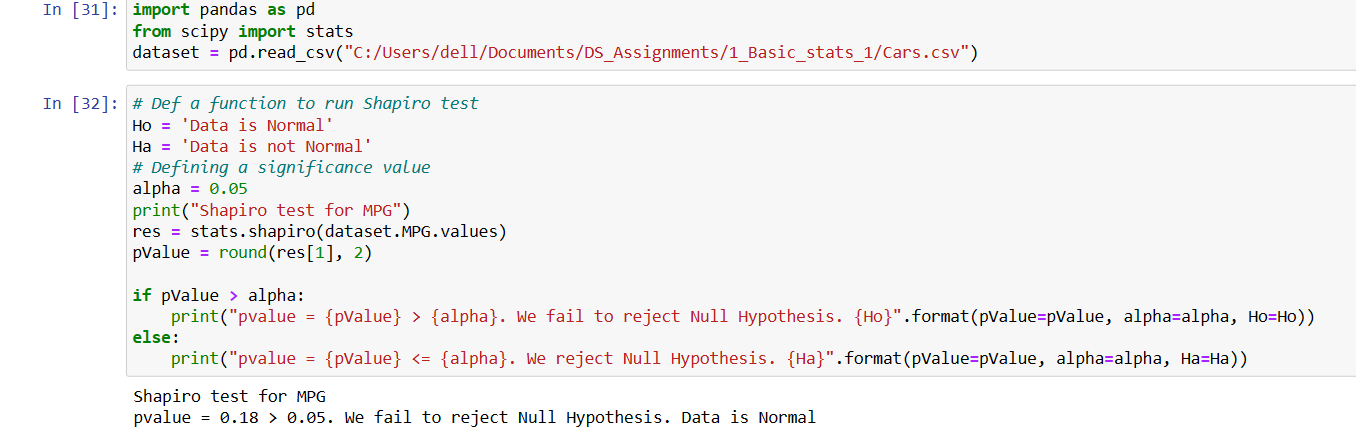 In [31]: import pandas as pd
from scipy import stats
dataset = pd.read_csv("C:/Users/dell/Documents/DS_Assignments/1_Basic_stats_1/Cars.csv")
In [32]: # Def a function to run Shapiro test
Ho = 'Data is Normal'
Ha = 'Data is not Normal'
# Defining a significance value
alpha = 0.05
print("Shapiro test for MPG")
res = stats.shapiro(dataset.MPG.values)
pValue = round(res[1], 2)
if pValue > alpha:
    print("pvalue = {pValue} > {alpha}. We fail to reject Null Hypothesis. {Ho}".format(pValue=pValue, alpha=alpha, Ho=Ho))
else:
    print("pvalue = {pValue} <= {alpha}. We reject Null Hypothesis. {Ha}".format(pValue=pValue, alpha=alpha, Ha=Ha))
Shapiro test for MPG
pvalue = 0.18 > 0.05. We fail to reject Null Hypothesis. Data is Normal